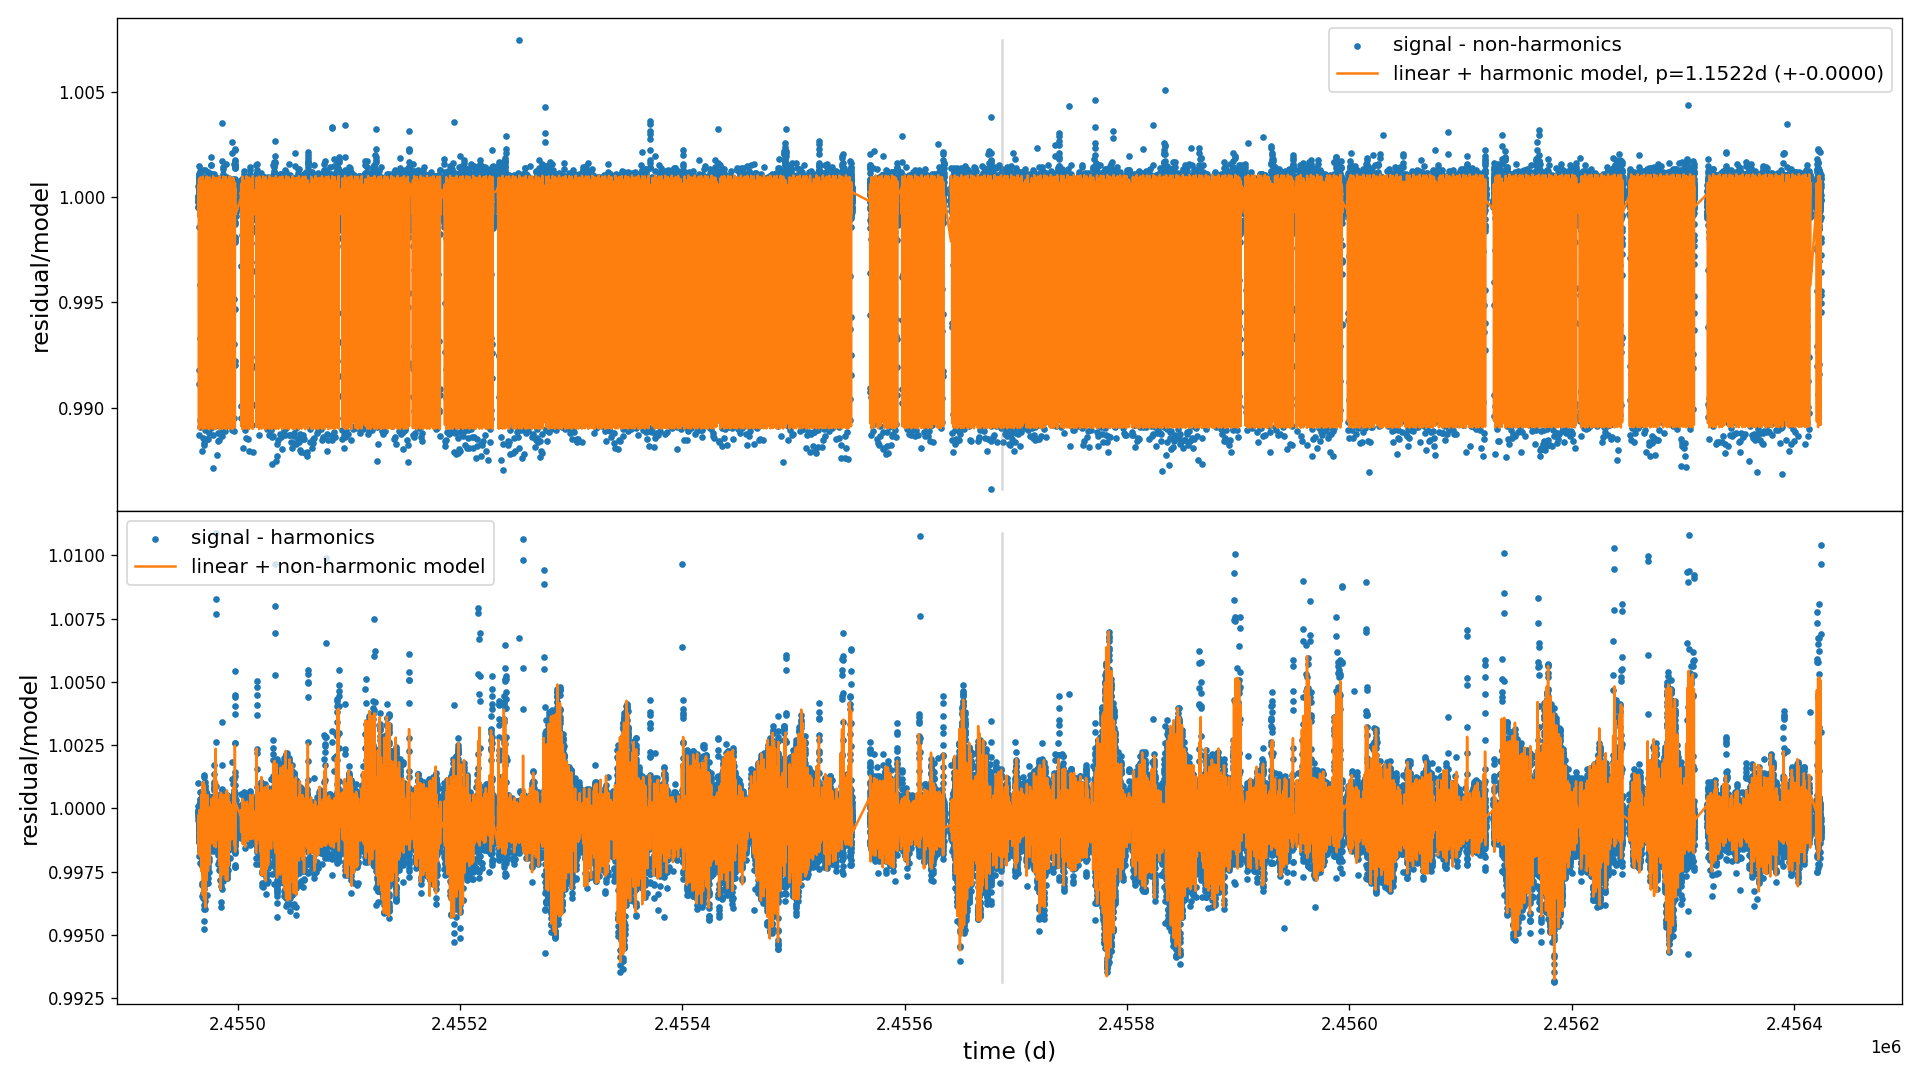 signal - non-harmonics
linear + harmonic model, p=1.1522d (+-0.0000)
residual/model
1.005
1.000
0.995
0.990
signal - harmonics
linear + non-harmonic model
residual/model
1.0100
1.0075
1.0050
1.0025
1.0000
0.9975
0.9950
0.9925
2.4550
2.4552
2.4554
2.4556
2.4558
2.4560
2.4562
2.4564
time (d)
1e6